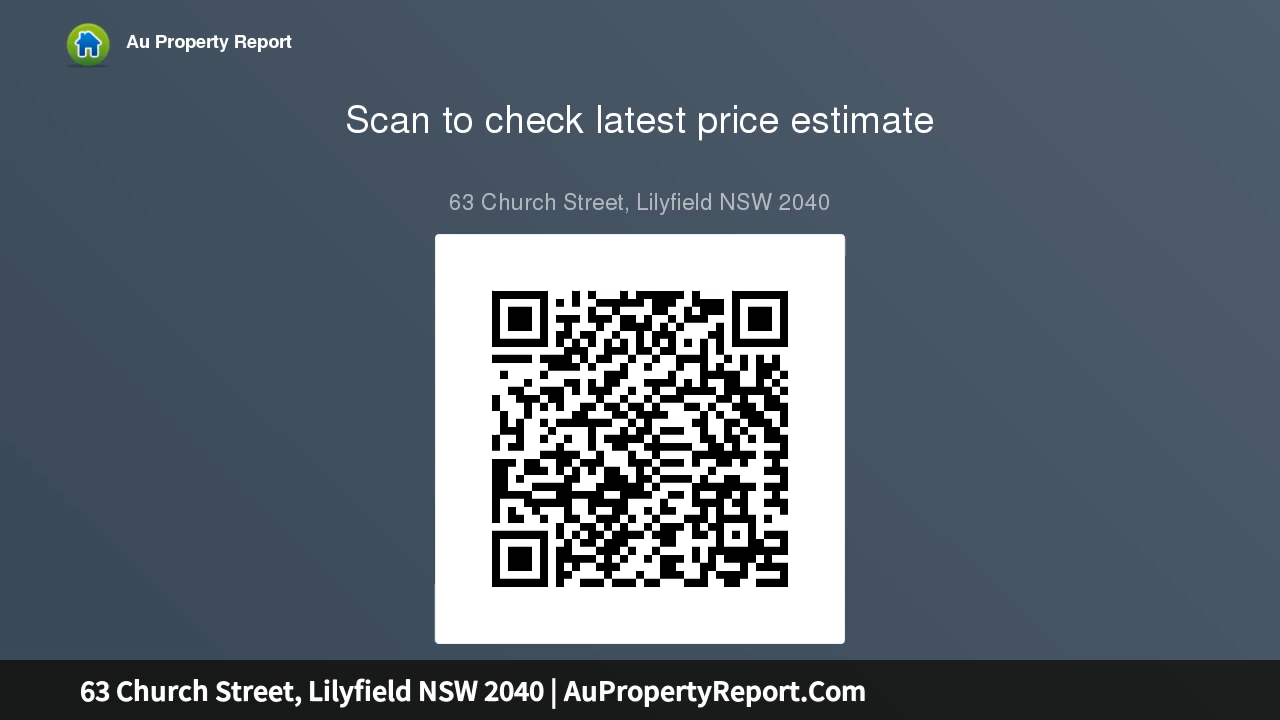 Au Property Report
Scan to check latest price estimate
63 Church Street, Lilyfield NSW 2040
63 Church Street, Lilyfield NSW 2040 | AuPropertyReport.Com